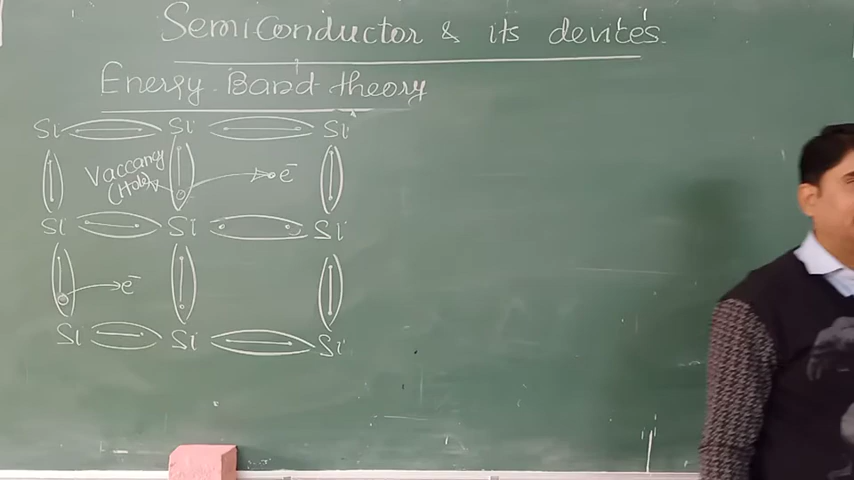 Semiconductor & its devices
Energy Band theory
Si Si Si
Vaccancy
(Hole)
e⁻
Si Si Si
e⁻
Si Si Si